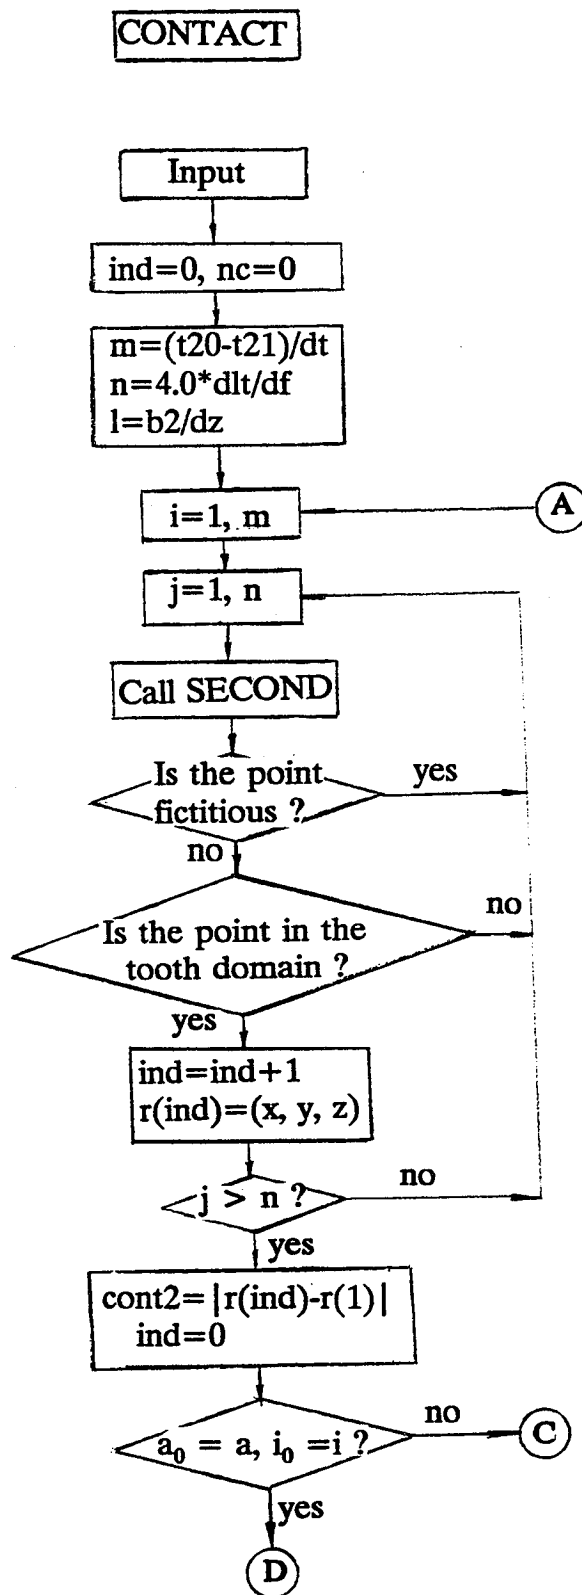 CONTACT
Input
ind=0, nc=0
m=(t20-t21)/dt
n=4.0*dlt/df
l=b2/dz
i=1, m
A
j=1, n
Call SECOND
Is the point
fictitious ?
yes
no
Is the point in the
tooth domain ?
no
yes
ind=ind+1
r(ind)=(x, y, z)
j > n ?
no
yes
cont2=|r(ind)-r(1)|
ind=0
a₀ = a, i₀ =i ?
no
C
yes
D